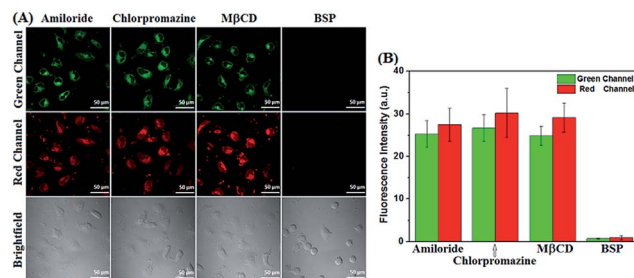 (A)
Amiloride Chlorpromazine MβCD BSP
Green Channel
50 μm 50 μm 50 μm 50 μm
Red Channel
50 μm 50 μm 50 μm 50 μm
Brightfield
50 μm 50 μm 50 μm 50 μm
(B)
Green Channel
Red Channel
Fluorescence Intensity (a.u.)
40
30
20
10
0
Amiloride MβCD BSP
Chlorpromazine